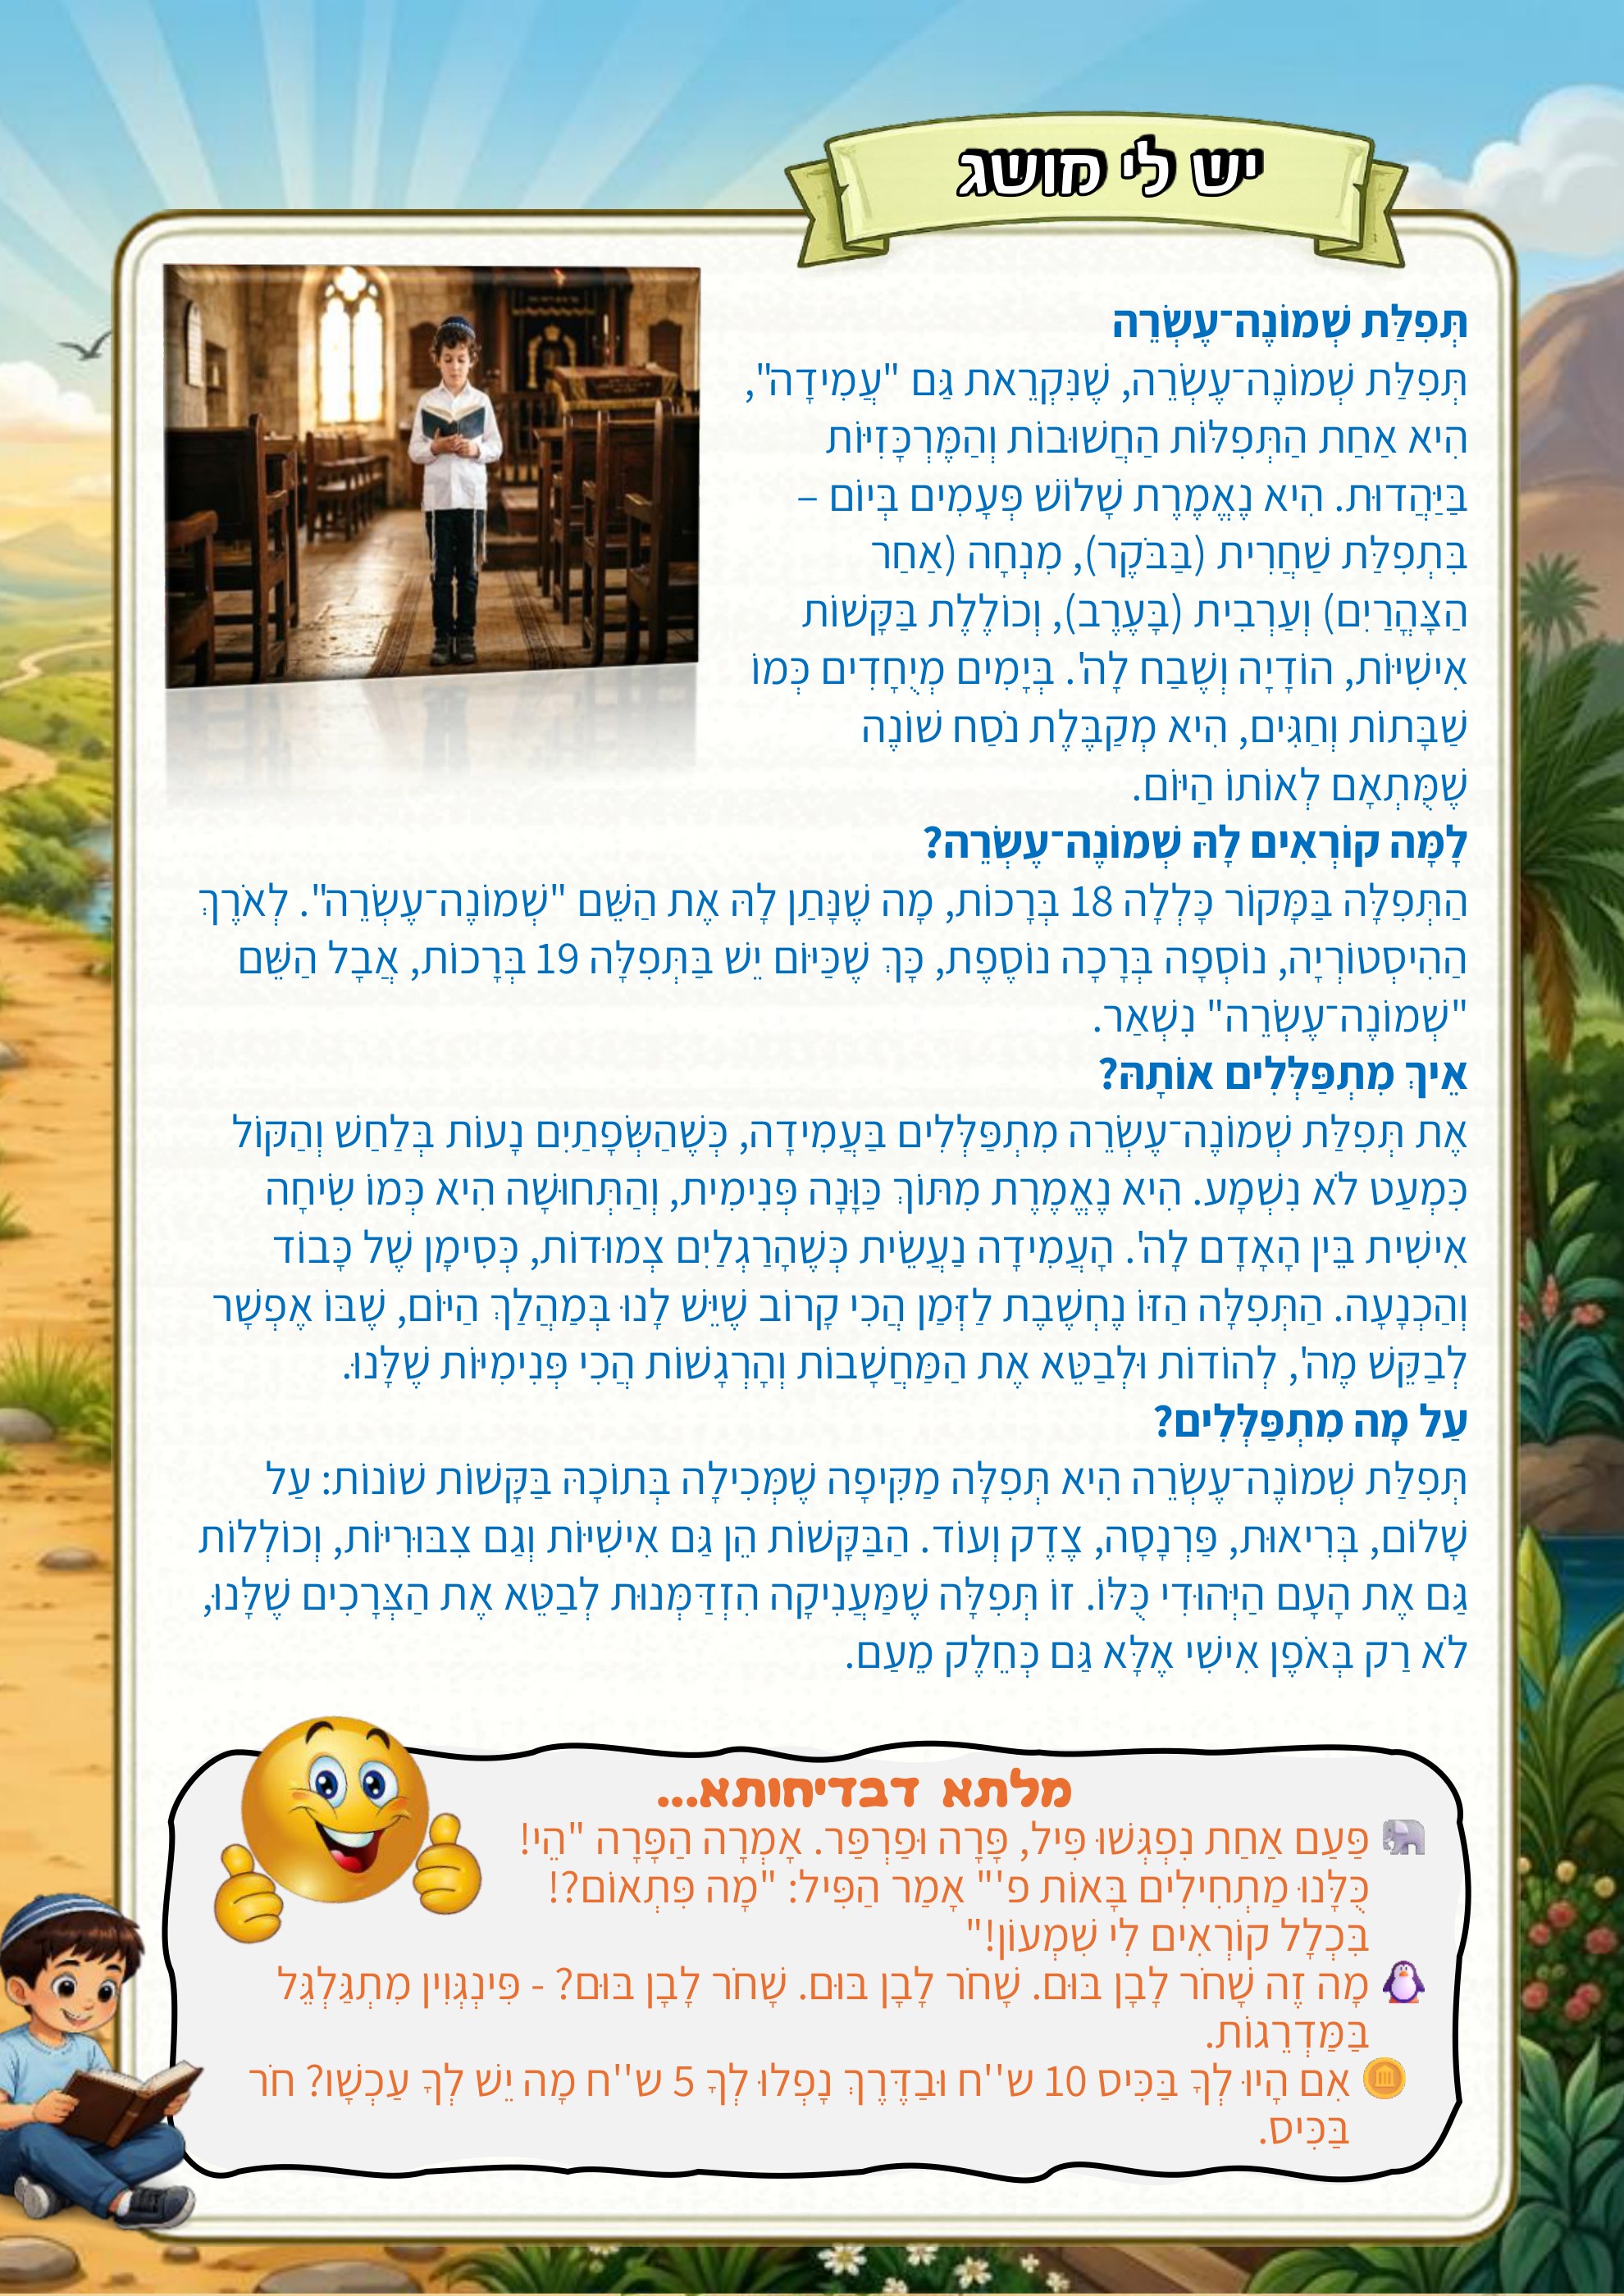 יש לי מושג
תְּפִלַּת שְׁמוֹנֶה־עֶשְׂרֵה
תְּפִלַּת שְׁמוֹנֶה־עֶשְׂרֵה, שֶׁנִּקְרֵאת גַּם "עֲמִידָה",
הִיא אַחַת הַתְּפִלּוֹת הַחֲשׁוּבוֹת וְהַמֶּרְכָּזִיּוֹת
בַּיַּהֲדוּת. הִיא נֶאֱמֶרֶת שָׁלוֹשׁ פְּעָמִים בְּיוֹם –
בִּתְפִלַּת שַׁחֲרִית (בַּבֹּקֶר), מִנְחָה (אַחַר
הַצָּהֳרַיִם) וְעַרְבִית (בָּעֶרֶב), וְכוֹלֶלֶת בַּקָּשׁוֹת
אִישִׁיּוֹת, הוֹדָיָה וְשֶׁבַח לָה'. בְּיָמִים מְיֻחָדִים כְּמוֹ
שַׁבָּתוֹת וְחַגִּים, הִיא מְקַבֶּלֶת נֹסַח שׁוֹנֶה
שֶׁמֻּתְאָם לְאוֹתוֹ הַיּוֹם.
לָמָּה קוֹרְאִים לָהּ שְׁמוֹנֶה־עֶשְׂרֵה?
הַתְּפִלָּה בַּמָּקוֹר כָּלְלָה 18 בְּרָכוֹת, מָה שֶׁנָּתַן לָהּ אֶת הַשֵּׁם "שְׁמוֹנֶה־עֶשְׂרֵה". לְאֹרֶךְ
הַהִיסְטוֹרְיָה, נוֹסְפָה בְּרָכָה נוֹסֶפֶת, כָּךְ שֶׁכַּיּוֹם יֵשׁ בַּתְּפִלָּה 19 בְּרָכוֹת, אֲבָל הַשֵּׁם
"שְׁמוֹנֶה־עֶשְׂרֵה" נִשְׁאַר.
אֵיךְ מִתְפַּלְּלִים אוֹתָהּ?
אֶת תְּפִלַּת שְׁמוֹנֶה־עֶשְׂרֵה מִתְפַּלְּלִים בַּעֲמִידָה, כְּשֶׁהַשְּׂפָתַיִם נָעוֹת בְּלַחַשׁ וְהַקּוֹל
כִּמְעַט לֹא נִשְׁמָע. הִיא נֶאֱמֶרֶת מִתּוֹךְ כַּוָּנָה פְּנִימִית, וְהַתְּחוּשָׁה הִיא כְּמוֹ שִׂיחָה
אִישִׁית בֵּין הָאָדָם לָה'. הָעֲמִידָה נַעֲשֵׂית כְּשֶׁהָרַגְלַיִם צְמוּדוֹת, כְּסִימָן שֶׁל כָּבוֹד
וְהַכְנָעָה. הַתְּפִלָּה הַזּוֹ נֶחְשֶׁבֶת לַזְּמַן הֲכִי קָרוֹב שֶׁיֵּשׁ לָנוּ בְּמַהֲלַךְ הַיּוֹם, שֶׁבּוֹ אֶפְשָׁר
לְבַקֵּשׁ מֶה', לְהוֹדוֹת וּלְבַטֵּא אֶת הַמַּחֲשָׁבוֹת וְהָרְגָשׁוֹת הֲכִי פְּנִימִיּוֹת שֶׁלָּנוּ.
עַל מָה מִתְפַּלְּלִים?
תְּפִלַּת שְׁמוֹנֶה־עֶשְׂרֵה הִיא תְּפִלָּה מַקִּיפָה שֶׁמְּכִילָה בְּתוֹכָהּ בַּקָּשׁוֹת שׁוֹנוֹת: עַל
שָׁלוֹם, בְּרִיאוּת, פַּרְנָסָה, צֶדֶק וְעוֹד. הַבַּקָּשׁוֹת הֵן גַּם אִישִׁיּוֹת וְגַם צִבּוּרִיּוֹת, וְכוֹלְלוֹת
גַּם אֶת הָעָם הַיְּהוּדִי כֻּלּוֹ. זוֹ תְּפִלָּה שֶׁמַּעֲנִיקָה הִזְדַּמְּנוּת לְבַטֵּא אֶת הַצְּרָכִים שֶׁלָּנוּ,
לֹא רַק בְּאֹפֶן אִישִׁי אֶלָּא גַּם כְּחֵלֶק מֵעַם.
מלתא דבדיחותא...
פַּעַם אַחַת נִפְגְּשׁוּ פִּיל, פָּרָה וּפַרְפַּר. אָמְרָה הַפָּרָה "הֵי!
כֻּלָּנוּ מַתְחִילִים בָּאוֹת פ'" אָמַר הַפִּיל: "מָה פִּתְאוֹם?!
בִּכְלָל קוֹרְאִים לִי שִׁמְעוֹן!"
מָה זֶה שָׁחֹר לָבָן בּוּם. שָׁחֹר לָבָן בּוּם. שָׁחֹר לָבָן בּוּם? - פִּינְגְּוִין מִתְגַּלְגֵּל
בַּמַּדְרֵגוֹת.
אִם הָיוּ לְךָ בַּכִּיס 10 ש''ח וּבַדֶּרֶךְ נָפְלוּ לְךָ 5 ש''ח מָה יֵשׁ לְךָ עַכְשָׁו? חֹר
בַּכִּיס.